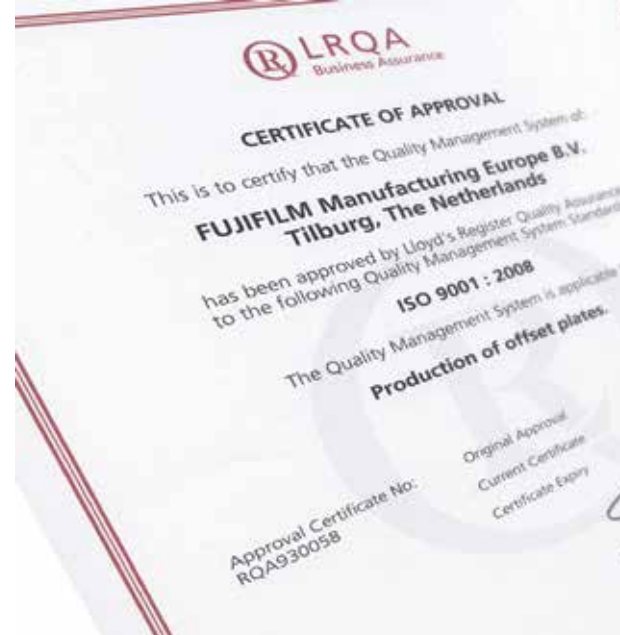 LRQA
Business Assurance
CERTIFICATE OF APPROVAL
This is to certify that the Quality Management System of:
FUJIFILM Manufacturing Europe B.V.
Tilburg, The Netherlands
has been approved by Lloyd's Register Quality Assurance
to the following Quality Management System Standard
ISO 9001 : 2008
The Quality Management System is applicable
Production of offset plates.
Original Approval
Current Certificate
Certificate Expiry
Approval Certificate No:
RQA930058